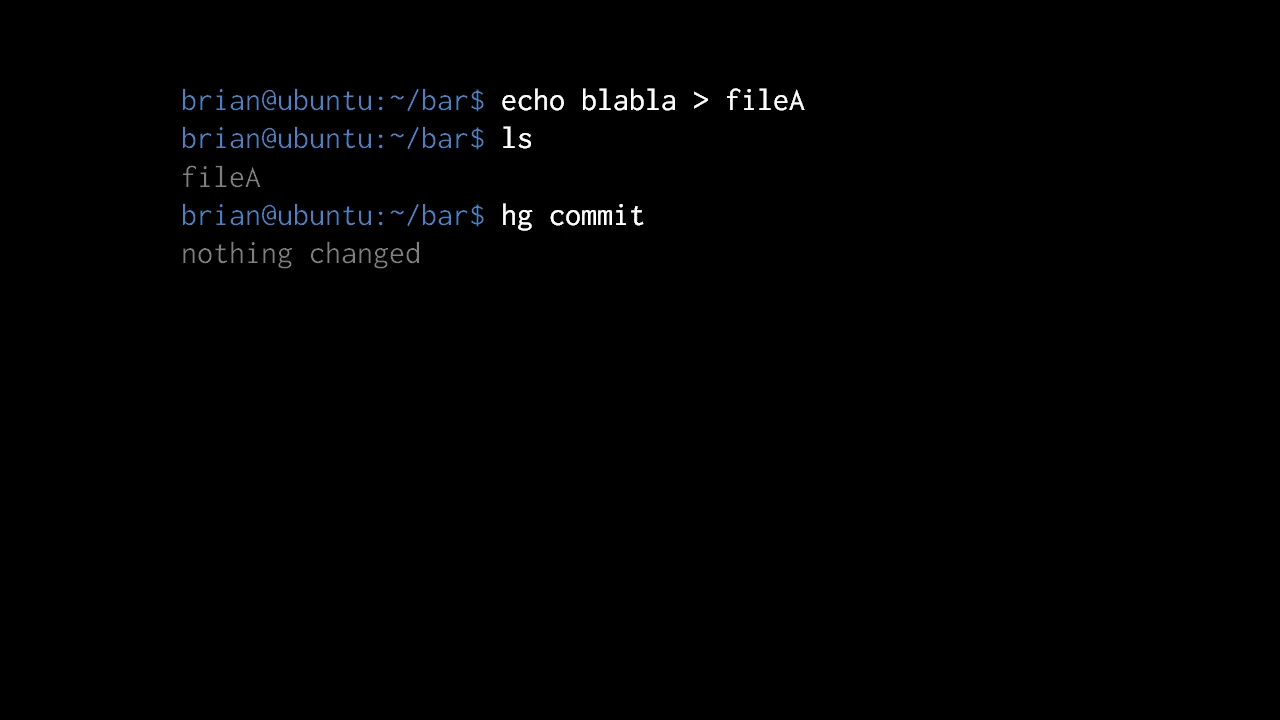 brian@ubuntu:~/bar$ echo blabla > fileA
brian@ubuntu:~/bar$ ls
fileA
brian@ubuntu:~/bar$ hg commit
nothing changed